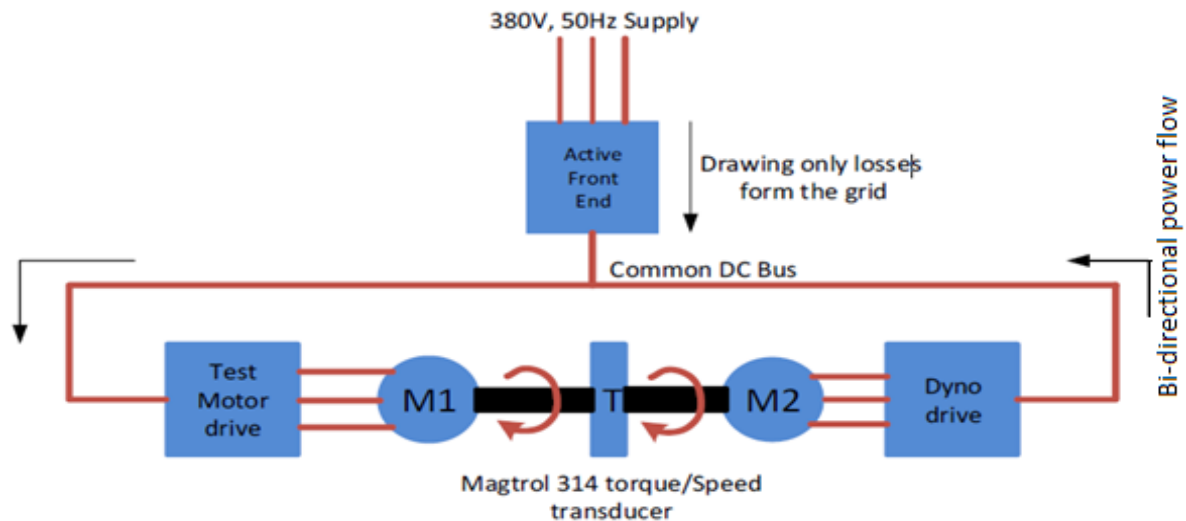 380V, 50Hz Supply
Active
Front
End
Drawing only losses
form the grid
Common DC Bus
Bi-directional power flow
Test
Motor
drive
M1
T
M2
Dyno
drive
Magtrol 314 torque/Speed
transducer